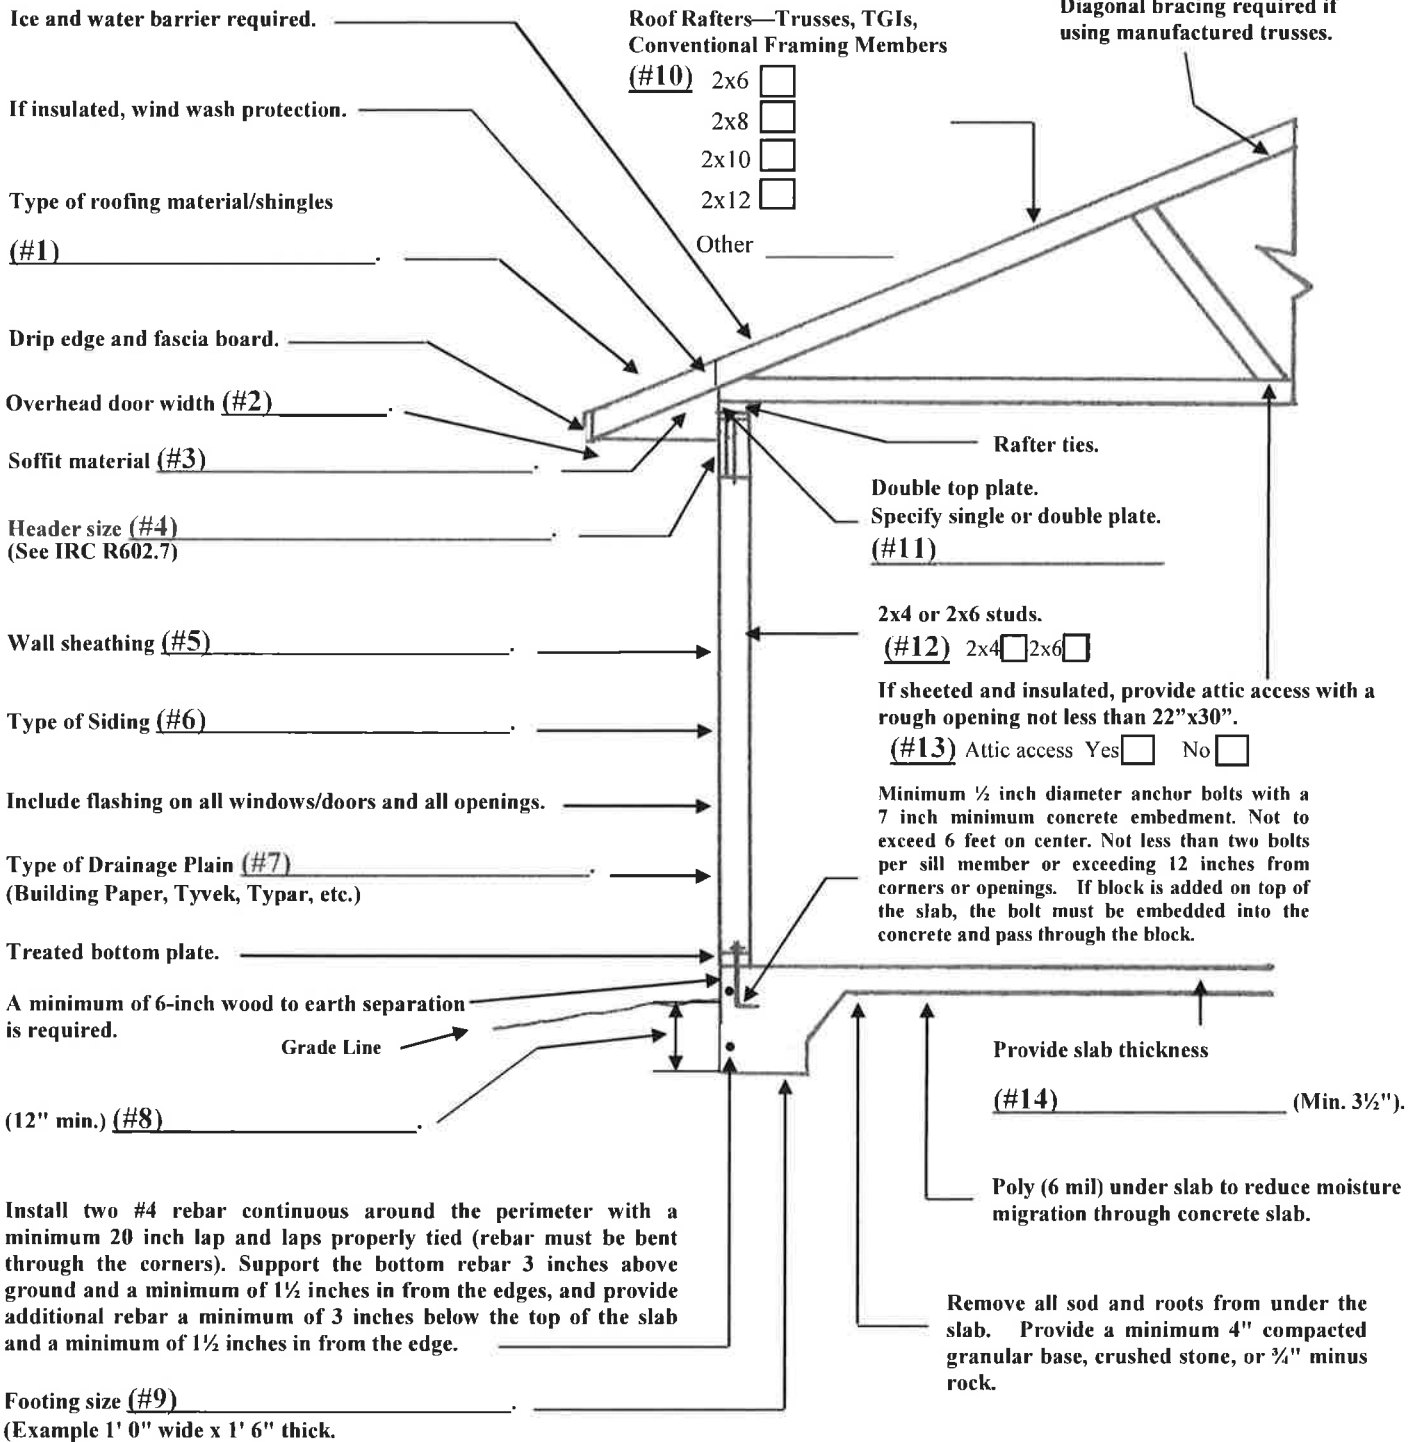 Ice and water barrier required.
If insulated, wind wash protection.
Type of roofing material/shingles
(#1) .
Drip edge and fascia board.
Overhead door width (#2) .
Soffit material (#3) .
Header size (#4) .
(See IRC R602.7)
Wall sheathing (#5) .
Type of Siding (#6) .
Include flashing on all windows/doors and all openings.
Type of Drainage Plain (#7) .
(Building Paper, Tyvek, Typar, etc.)
Treated bottom plate.
A minimum of 6-inch wood to earth separation
is required.
Grade Line
(12" min.) (#8) .
Install two #4 rebar continuous around the perimeter with a
minimum 20 inch lap and laps properly tied (rebar must be bent
through the corners). Support the bottom rebar 3 inches above
ground and a minimum of 1½ inches in from the edges, and provide
additional rebar a minimum of 3 inches below the top of the slab
and a minimum of 1½ inches in from the edge.
Footing size (#9) .
(Example 1' 0" wide x 1' 6" thick.
Roof Rafters—Trusses, TGIs,
Conventional Framing Members
(#10) 2x6
2x8
2x10
2x12
Other
Diagonal bracing required if
using manufactured trusses.
Rafter ties.
Double top plate.
Specify single or double plate.
(#11)
2x4 or 2x6 studs.
(#12) 2x4 2x6
If sheeted and insulated, provide attic access with a
rough opening not less than 22”x30”.
(#13) Attic access Yes No
Minimum ½ inch diameter anchor bolts with a
7 inch minimum concrete embedment. Not to
exceed 6 feet on center. Not less than two bolts
per sill member or exceeding 12 inches from
corners or openings. If block is added on top of
the slab, the bolt must be embedded into the
concrete and pass through the block.
Provide slab thickness
(#14) (Min. 3½").
Poly (6 mil) under slab to reduce moisture
migration through concrete slab.
Remove all sod and roots from under the
slab. Provide a minimum 4" compacted
granular base, crushed stone, or ¾" minus
rock.